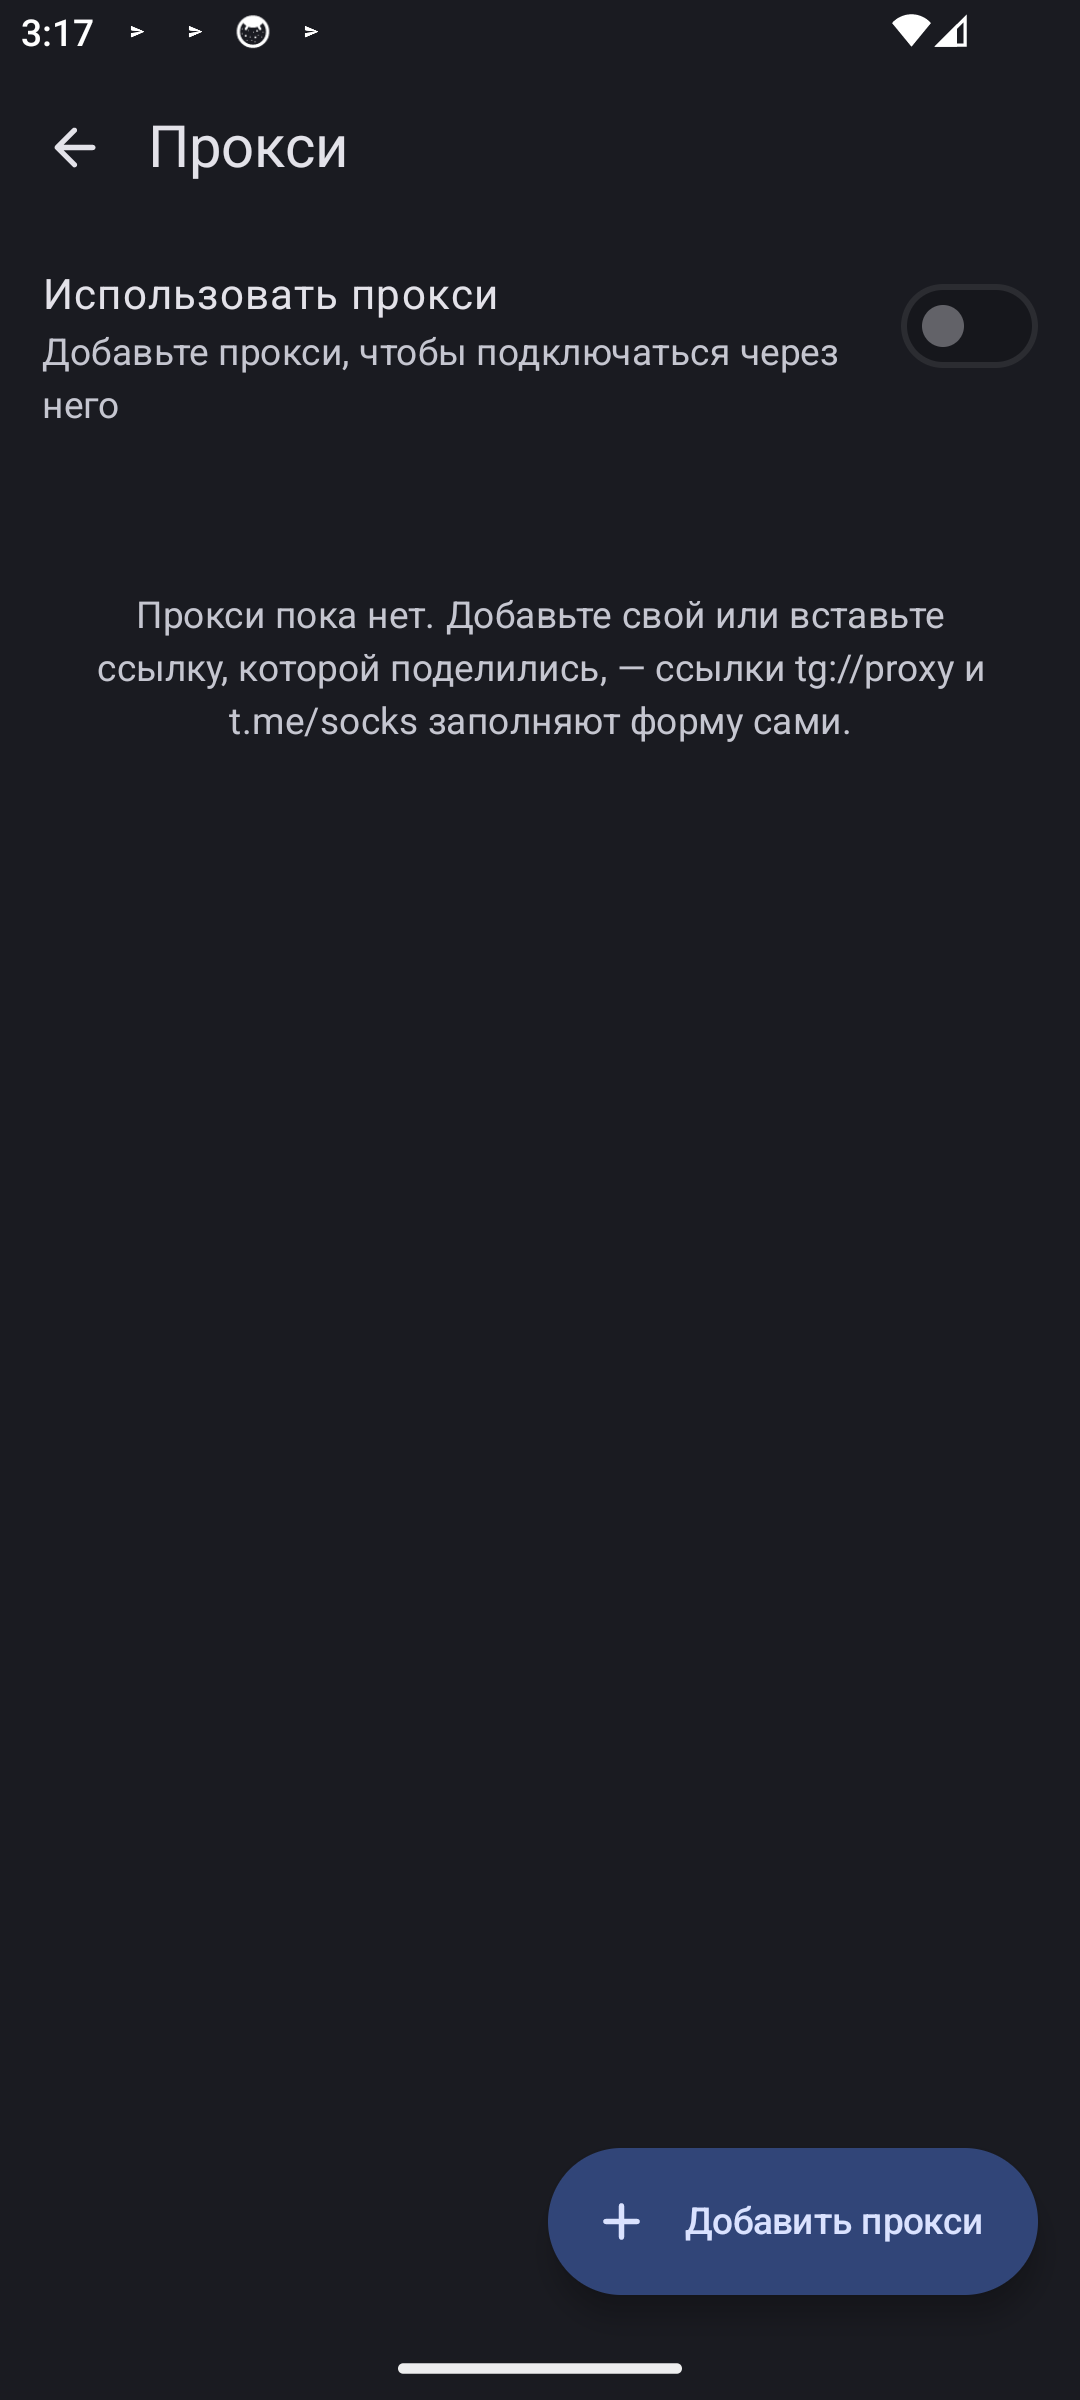 3:17
Прокси
Использовать прокси
Добавьте прокси, чтобы подключаться через
него
Прокси пока нет. Добавьте свой или вставьте
ссылку, которой поделились, — ссылки tg://proxy и
t.me/socks заполняют форму сами.
Добавить прокси